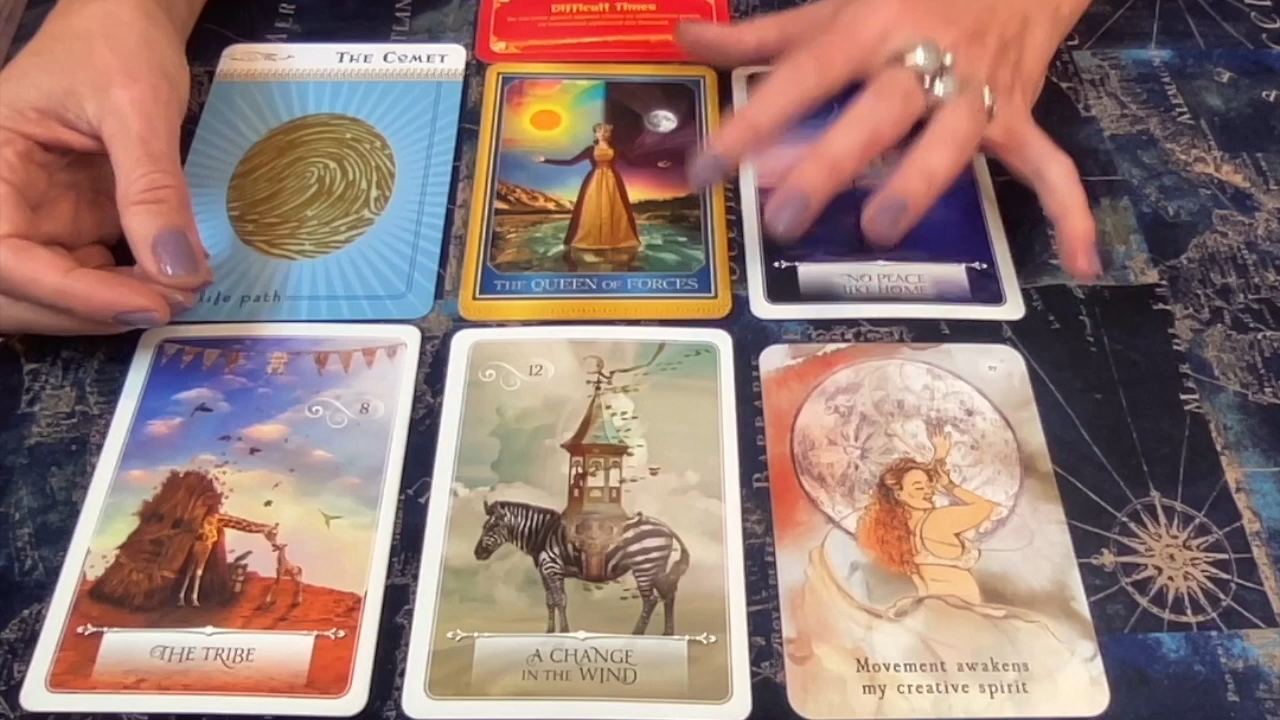 Difficult Times
THE COMET
THE QUEEN OF FORCES
NO PEACE
LIKE HOME
life path
8
THE TRIBE
12
A CHANGE
IN THE WIND
Movement awakens
my creative spirit